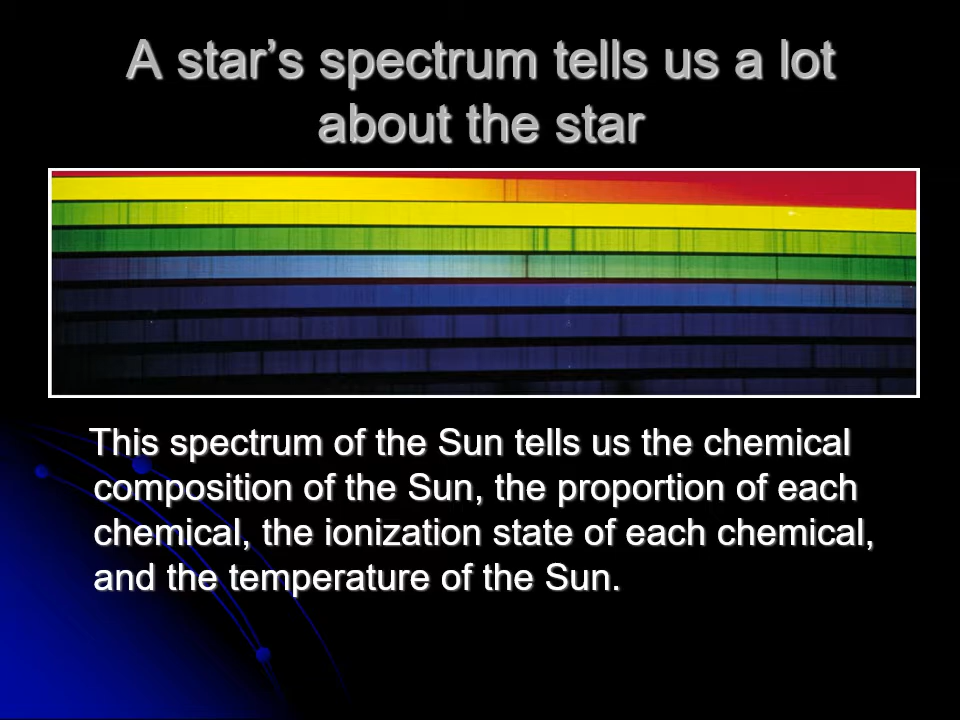 A star’s spectrum tells us a lot
about the star
This spectrum of the Sun tells us the chemical
composition of the Sun, the proportion of each
chemical, the ionization state of each chemical,
and the temperature of the Sun.